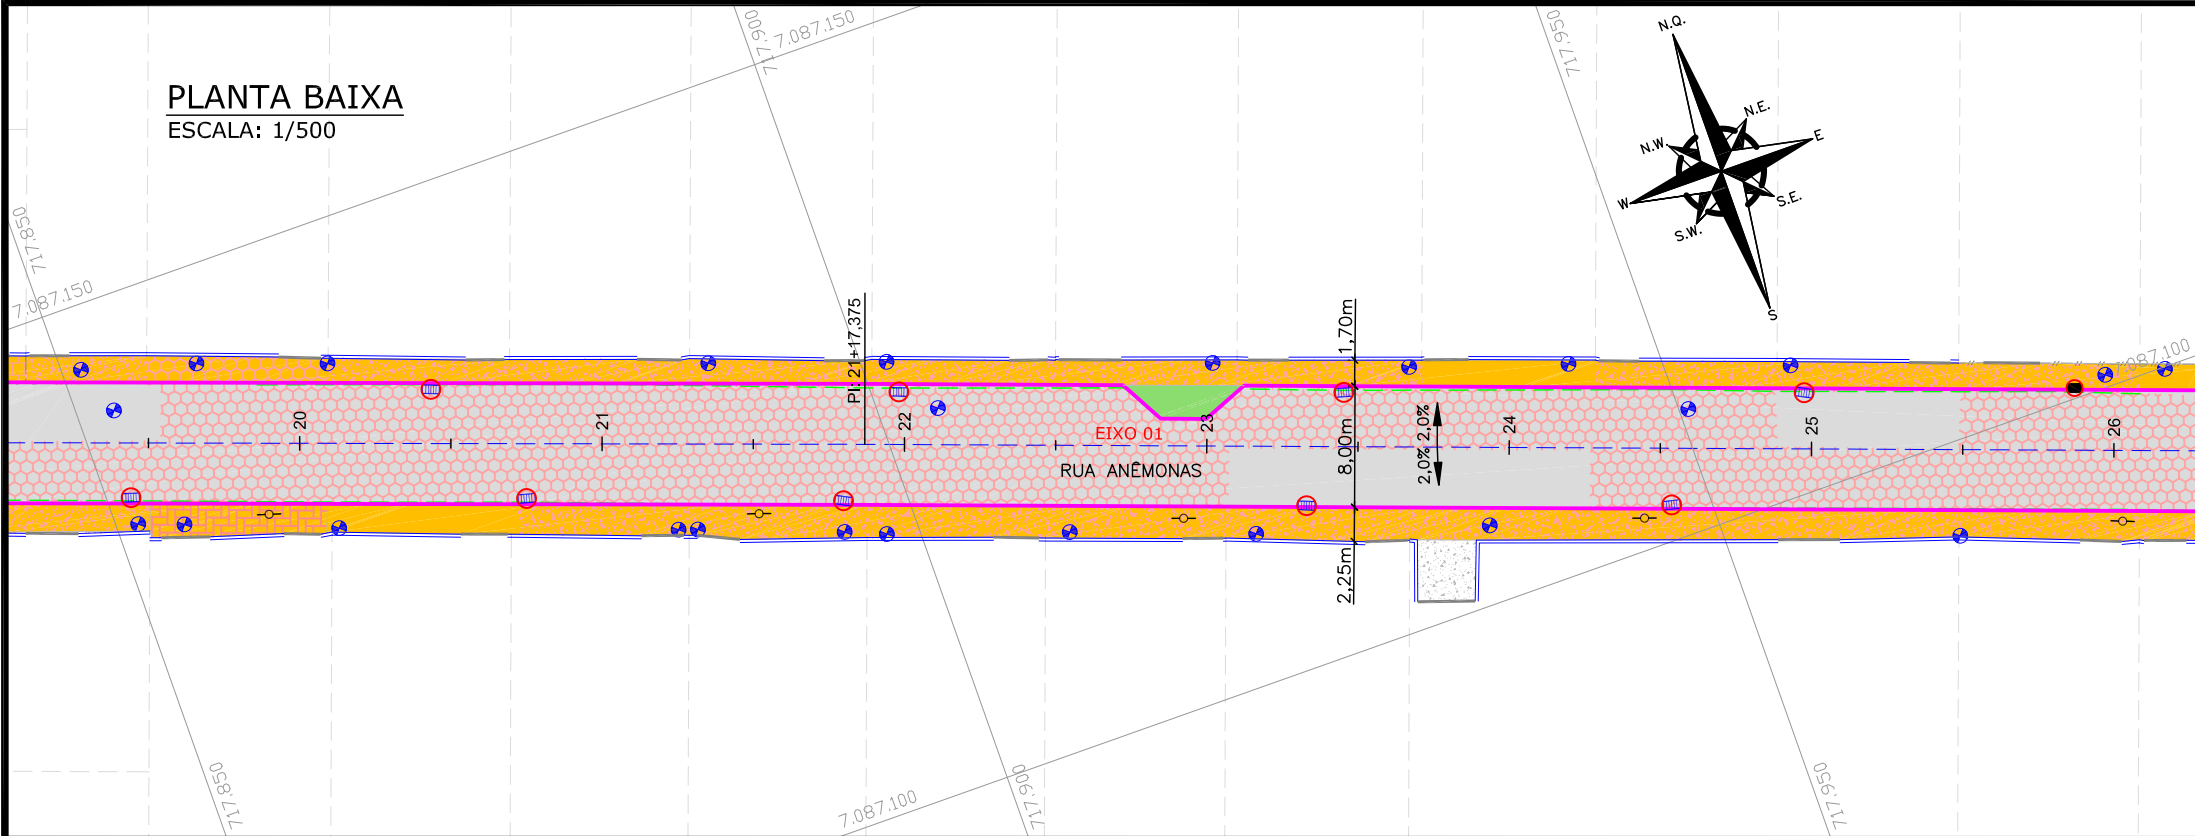 PLANTA BAIXA
ESCALA: 1/500
7.087.150
717.900
717.950
N.Q.
N.E.
E
N.W.
W
S.E.
S.W.
S
717.850
7.087.150
PI: 21+17,375
1,70m
7.087.100
20
21
22
23
24
25
26
EIXO 01
RUA ANÊMONAS
8,00m
2,0% 2,0%
2,25m
717.850
7.087.100
717.900
717.950